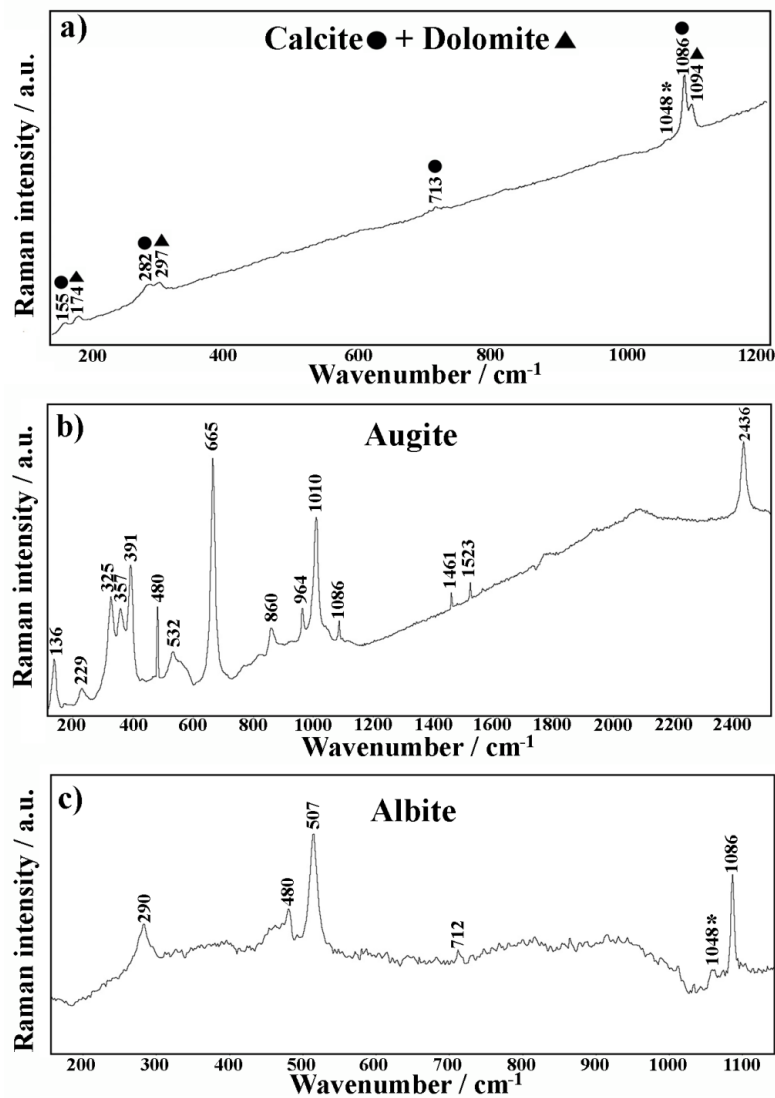 a)
Calcite ● + Dolomite ▲
Raman intensity / a.u.
155 ●
174 ▲
282 ●
297 ▲
713 ●
1048 *
1086 ●
1094 ▲
200 400 600 800 1000 1200
Wavenumber / cm⁻¹
b)
Augite
Raman intensity / a.u.
136
229
325
357
391
480
532
665
860
964
1010
1086
1461
1523
2436
200 400 600 800 1000 1200 1400 1600 1800 2000 2200 2400
Wavenumber / cm⁻¹
c)
Albite
Raman intensity / a.u.
290
480
507
712
1048 *
1086
200 300 400 500 600 700 800 900 1000 1100
Wavenumber / cm⁻¹